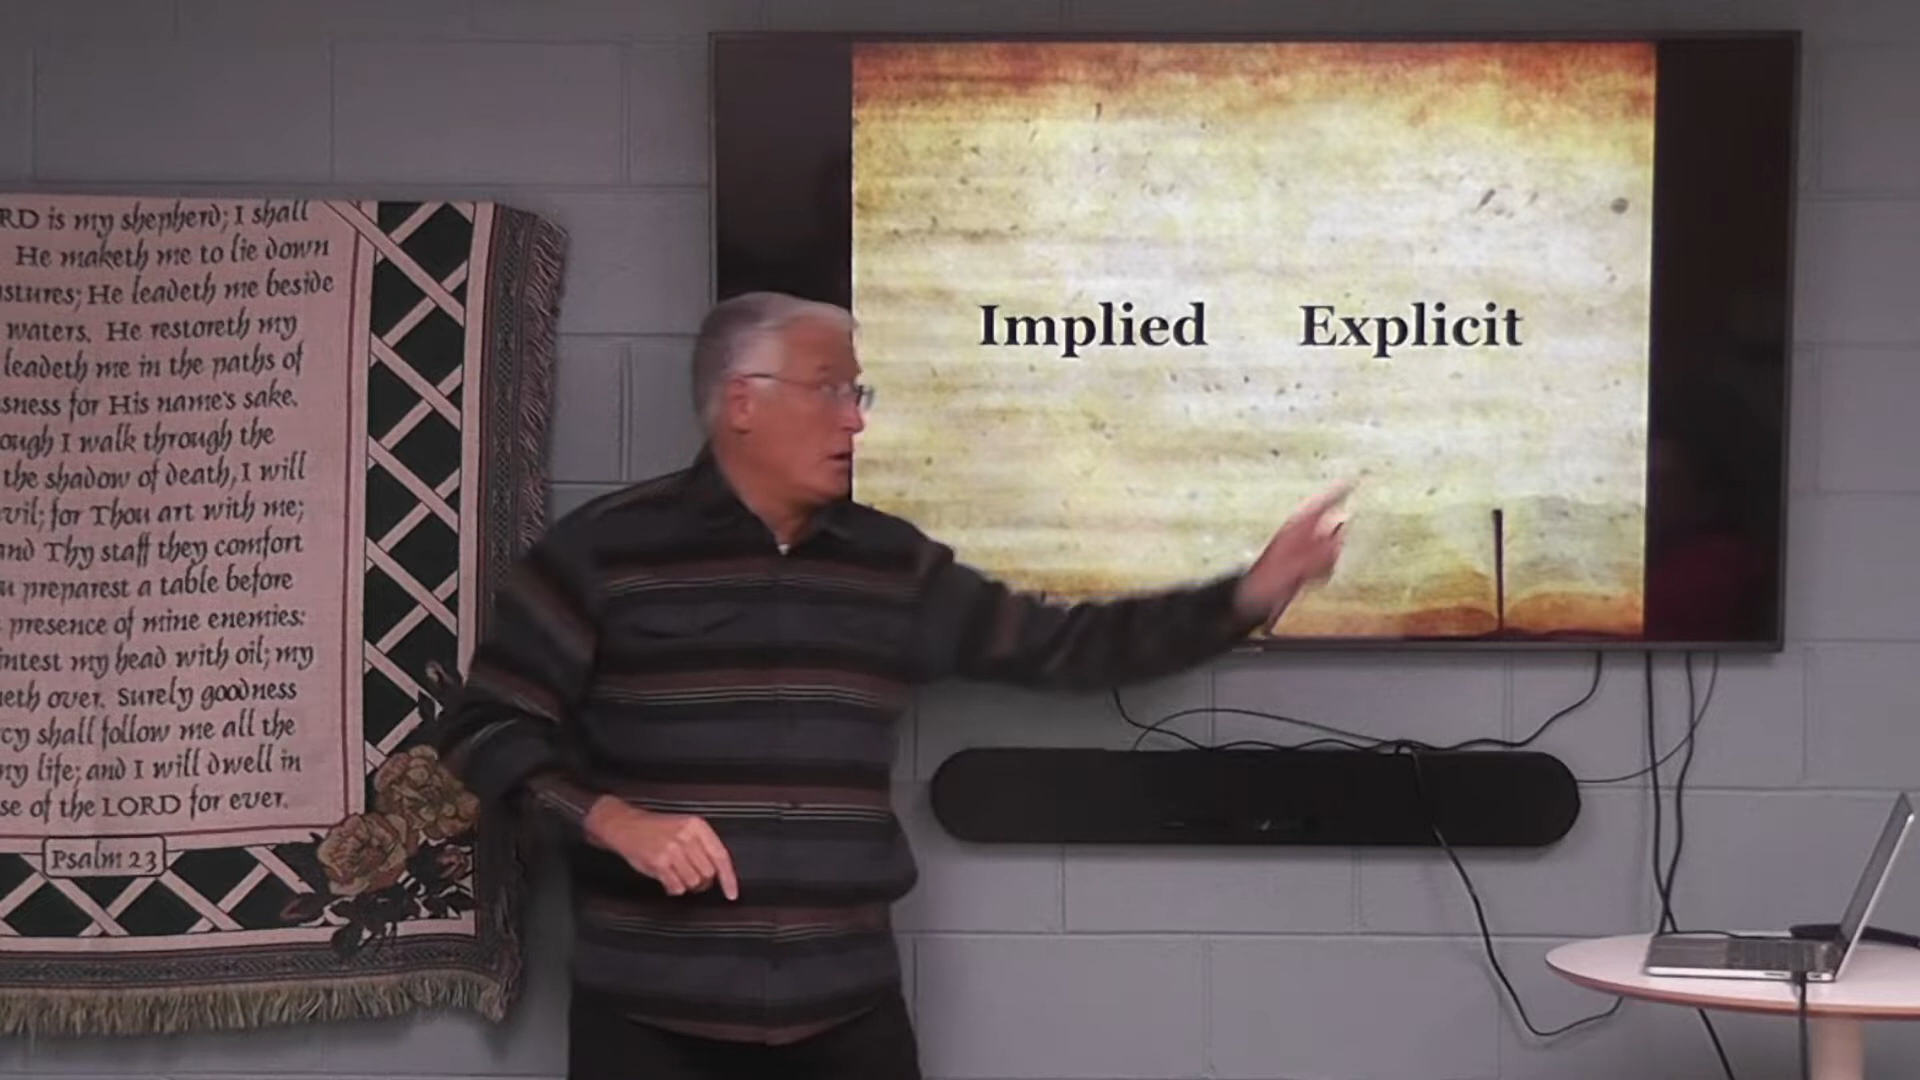 RD is my shepherd; I shall
He maketh me to lie down
stures; He leadeth me beside
waters. He restoreth my
leadeth me in the paths of
sness for His name's sake.
ough I walk through the
the shadow of death, I will
vil; for Thou art with me;
and Thy staff they comfort
u preparest a table before
presence of mine enemies:
intest my head with oil; my
eth over. Surely goodness
cy shall follow me all the
my life; and I will dwell in
se of the LORD for ever.
Psalm 23
Implied Explicit